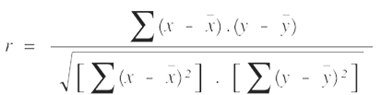 r = ∑(x - x̄).(y - ȳ) / √[∑(x - x̄)²] . [∑(y - ȳ)²]